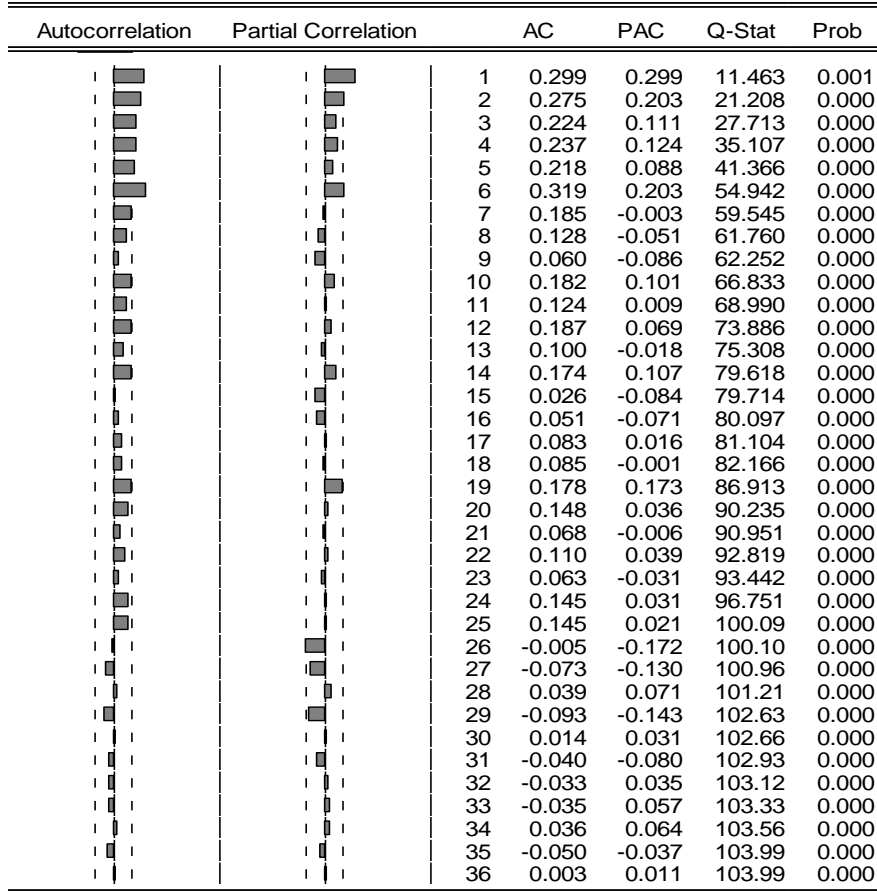 Autocorrelation Partial Correlation AC PAC Q-Stat Prob
1 0.299 0.299 11.463 0.001
2 0.275 0.203 21.208 0.000
3 0.224 0.111 27.713 0.000
4 0.237 0.124 35.107 0.000
5 0.218 0.088 41.366 0.000
6 0.319 0.203 54.942 0.000
7 0.185 -0.003 59.545 0.000
8 0.128 -0.051 61.760 0.000
9 0.060 -0.086 62.252 0.000
10 0.182 0.101 66.833 0.000
11 0.124 0.009 68.990 0.000
12 0.187 0.069 73.886 0.000
13 0.100 -0.018 75.308 0.000
14 0.174 0.107 79.618 0.000
15 0.026 -0.084 79.714 0.000
16 0.051 -0.071 80.097 0.000
17 0.083 0.016 81.104 0.000
18 0.085 -0.001 82.166 0.000
19 0.178 0.173 86.913 0.000
20 0.148 0.036 90.235 0.000
21 0.068 -0.006 90.951 0.000
22 0.110 0.039 92.819 0.000
23 0.063 -0.031 93.442 0.000
24 0.145 0.031 96.751 0.000
25 0.145 0.021 100.09 0.000
26 -0.005 -0.172 100.10 0.000
27 -0.073 -0.130 100.96 0.000
28 0.039 0.071 101.21 0.000
29 -0.093 -0.143 102.63 0.000
30 0.014 0.031 102.66 0.000
31 -0.040 -0.080 102.93 0.000
32 -0.033 0.035 103.12 0.000
33 -0.035 0.057 103.33 0.000
34 0.036 0.064 103.56 0.000
35 -0.050 -0.037 103.99 0.000
36 0.003 0.011 103.99 0.000